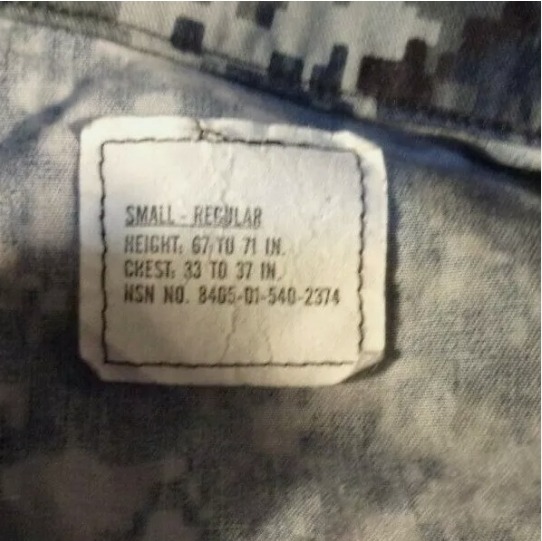 SMALL - REGULAR
HEIGHT: 67 TO 71 IN.
CHEST: 33 TO 37 IN.
NSN NO. 8405-01-540-2374